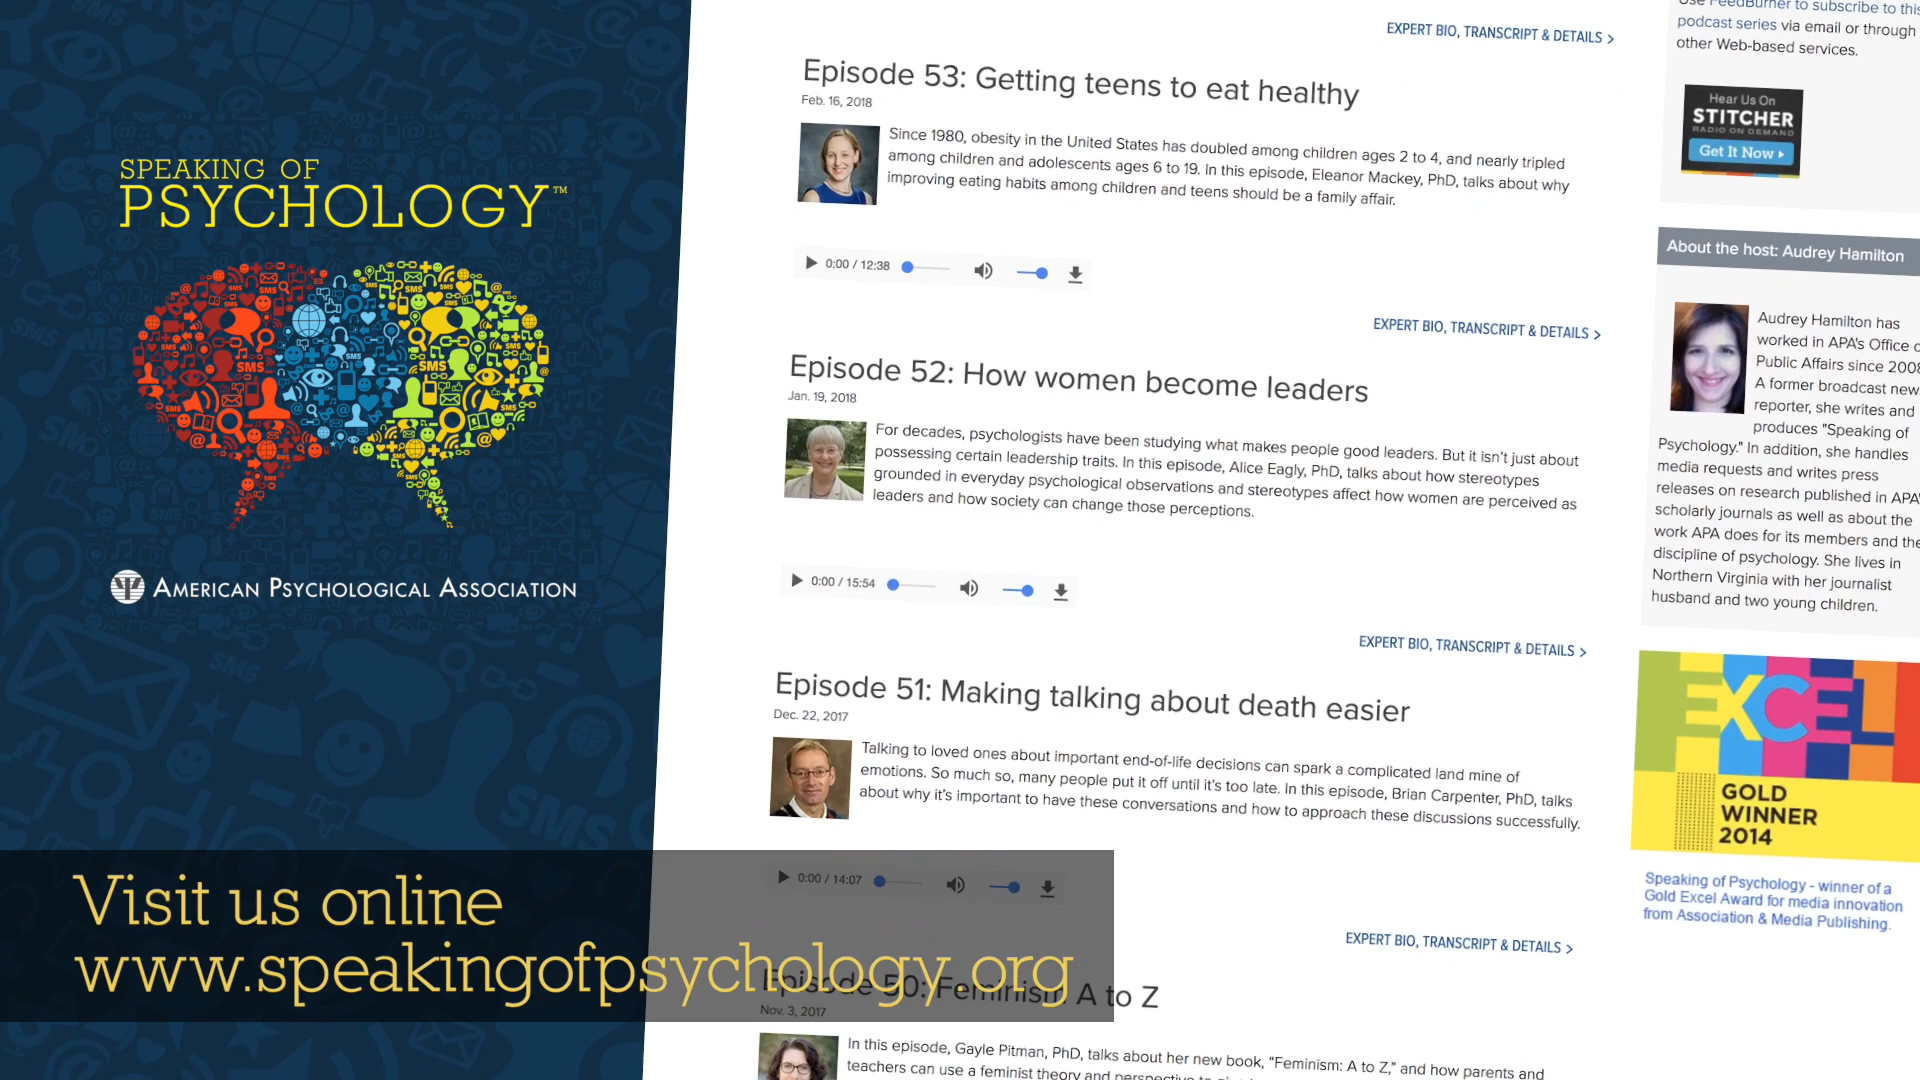 SPEAKING OF
PSYCHOLOGY™
AMERICAN PSYCHOLOGICAL ASSOCIATION
Visit us online
www.speakingofpsychology.org
EXPERT BIO, TRANSCRIPT & DETAILS >
Episode 53: Getting teens to eat healthy
Feb. 16, 2018
Since 1980, obesity in the United States has doubled among children ages 2 to 4, and nearly tripled
among children and adolescents ages 6 to 19. In this episode, Eleanor Mackey, PhD, talks about why
improving eating habits among children and teens should be a family affair.
0:00 / 12:38
EXPERT BIO, TRANSCRIPT & DETAILS >
Episode 52: How women become leaders
Jan. 19, 2018
For decades, psychologists have been studying what makes people good leaders. But it isn't just about
possessing certain leadership traits. In this episode, Alice Eagly, PhD, talks about how stereotypes
grounded in everyday psychological observations and stereotypes affect how women are perceived as
leaders and how society can change those perceptions.
0:00 / 15:54
EXPERT BIO, TRANSCRIPT & DETAILS >
Episode 51: Making talking about death easier
Dec. 22, 2017
Talking to loved ones about important end-of-life decisions can spark a complicated land mine of
emotions. So much so, many people put it off until it's too late. In this episode, Brian Carpenter, PhD, talks
about why it's important to have these conversations and how to approach these discussions successfully.
0:00 / 14:07
EXPERT BIO, TRANSCRIPT & DETAILS >
Episode 50: Feminism A to Z
Nov. 3, 2017
In this episode, Gayle Pitman, PhD, talks about her new book, "Feminism: A to Z," and how parents and
teachers can use a feminist theory and perspective to
Use FeedBurner to subscribe to this
podcast series via email or through
other Web-based services.
Hear Us On
STITCHER
RADIO ON DEMAND
Get It Now
About the host: Audrey Hamilton
Audrey Hamilton has
worked in APA's Office
Public Affairs since 2008
A former broadcast new
reporter, she writes and
produces "Speaking of
Psychology." In addition, she handles
media requests and writes press
releases on research published in APA'
scholarly journals as well as about the
work APA does for its members and the
discipline of psychology. She lives in
Northern Virginia with her journalist
husband and two young children.
EXCEL
GOLD
WINNER
2014
Speaking of Psychology - winner of a
Gold Excel Award for media innovation
from Association & Media Publishing.